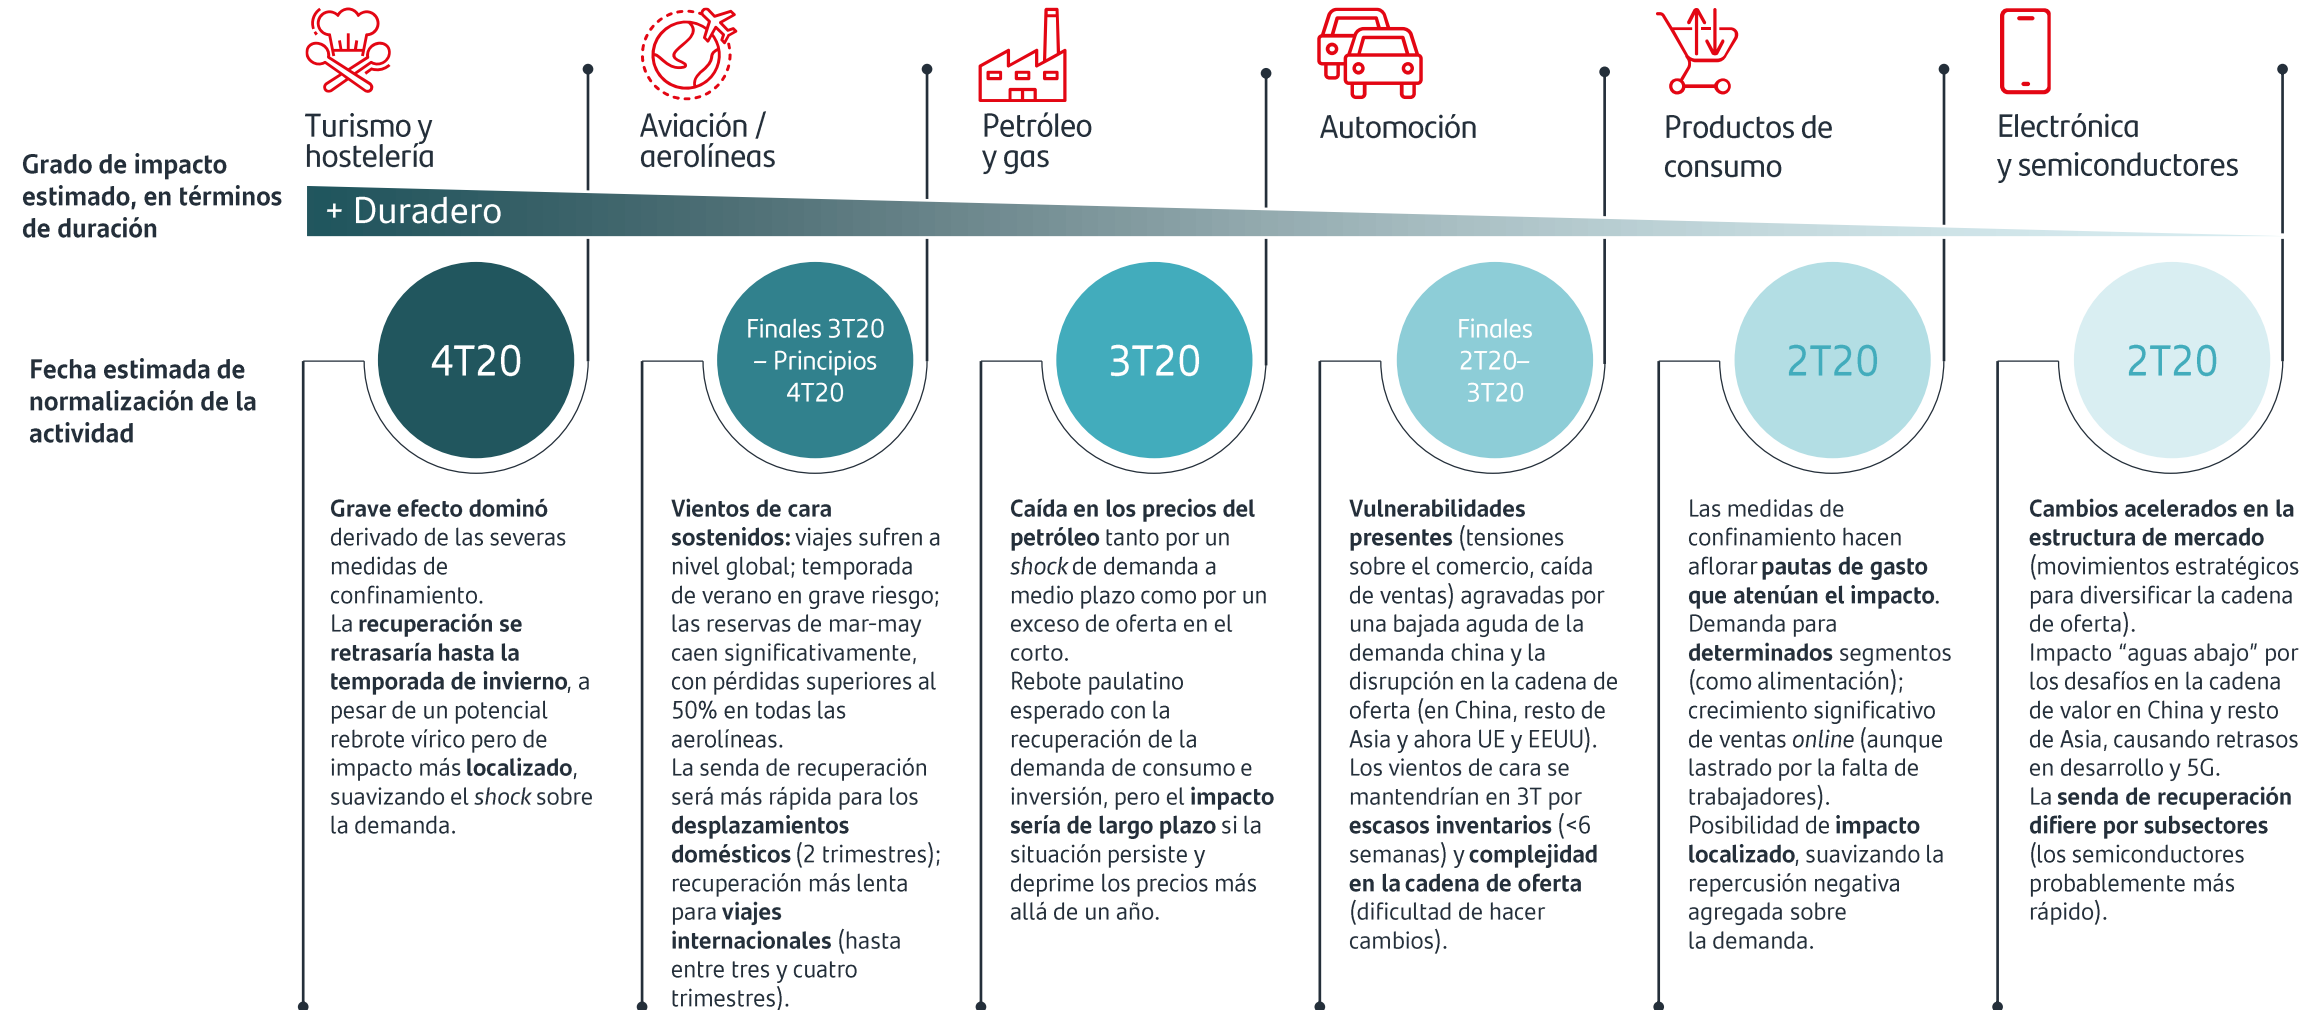 Turismo y
hostelería
Aviación /
aerolíneas
Petróleo
y gas
Automoción
Productos de
consumo
Electrónica
y semiconductores
Grado de impacto
estimado, en términos
de duración
+ Duradero
Fecha estimada de
normalización de la
actividad
4T20
Finales 3T20
– Principios
4T20
3T20
Finales
2T20–
3T20
2T20
2T20
Grave efecto dominó
derivado de las severas
medidas de
confinamiento.
La recuperación se
retrasaría hasta la
temporada de invierno, a
pesar de un potencial
rebrote vírico pero de
impacto más localizado,
suavizando el shock sobre
la demanda.
Vientos de cara
sostenidos: viajes sufren a
nivel global; temporada
de verano en grave riesgo;
las reservas de mar-may
caen significativamente,
con pérdidas superiores al
50% en todas las
aerolíneas.
La senda de recuperación
será más rápida para los
desplazamientos
domésticos (2 trimestres);
recuperación más lenta
para viajes
internacionales (hasta
entre tres y cuatro
trimestres).
Caída en los precios del
petróleo tanto por un
shock de demanda a
medio plazo como por un
exceso de oferta en el
corto.
Rebote paulatino
esperado con la
recuperación de la
demanda de consumo e
inversión, pero el impacto
sería de largo plazo si la
situación persiste y
deprime los precios más
allá de un año.
Vulnerabilidades
presentes (tensiones
sobre el comercio, caída
de ventas) agravadas por
una bajada aguda de la
demanda china y la
disrupción en la cadena de
oferta (en China, resto de
Asia y ahora UE y EEUU).
Los vientos de cara se
mantendrían en 3T por
escasos inventarios (<6
semanas) y complejidad
en la cadena de oferta
(dificultad de hacer
cambios).
Las medidas de
confinamiento hacen
aflorar pautas de gasto
que atenúan el impacto.
Demanda para
determinados segmentos
(como alimentación);
crecimiento significativo
de ventas online (aunque
lastrado por la falta de
trabajadores).
Posibilidad de impacto
localizado, suavizando la
repercusión negativa
agregada sobre
la demanda.
Cambios acelerados en la
estructura de mercado
(movimientos estratégicos
para diversificar la cadena
de oferta).
Impacto “aguas abajo” por
los desafíos en la cadena
de valor en China y resto
de Asia, causando retrasos
en desarrollo y 5G.
La senda de recuperación
difiere por subsectores
(los semiconductores
probablemente más
rápido).